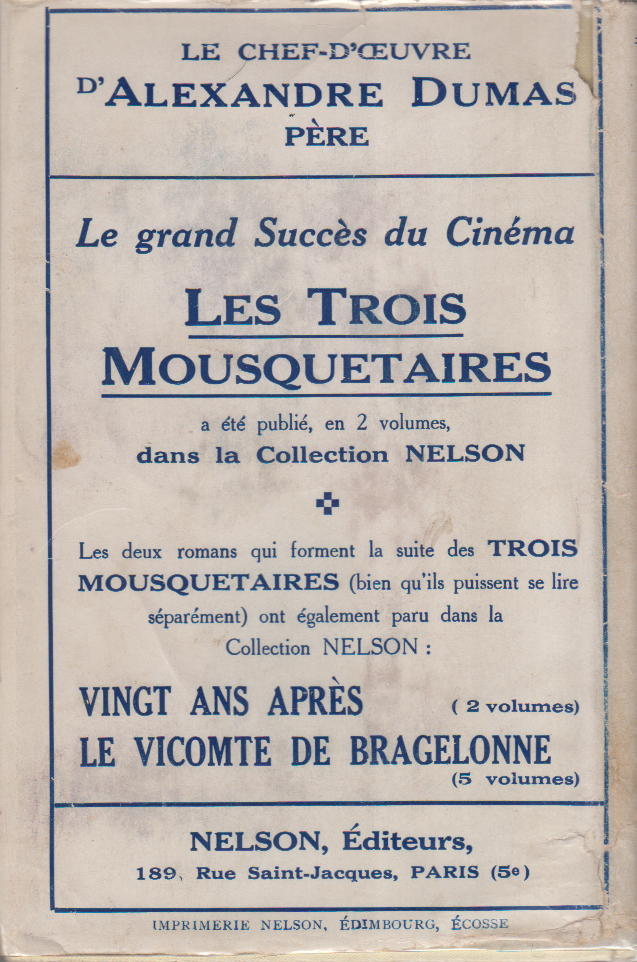 LE CHEF-D'ŒUVRE
D'ALEXANDRE DUMAS
PÈRE
Le grand Succès du Cinéma
LES TROIS
MOUSQUETAIRES
a été publié, en 2 volumes,
dans la Collection NELSON
Les deux romans qui forment la suite des TROIS
MOUSQUETAIRES (bien qu'ils puissent se lire
séparément) ont également paru dans la
Collection NELSON :
VINGT ANS APRÈS (2 volumes)
LE VICOMTE DE BRAGELONNE
(5 volumes)
NELSON, Éditeurs,
189, Rue Saint-Jacques, PARIS (5e)
IMPRIMERIE NELSON, ÉDIMBOURG, ÉCOSSE